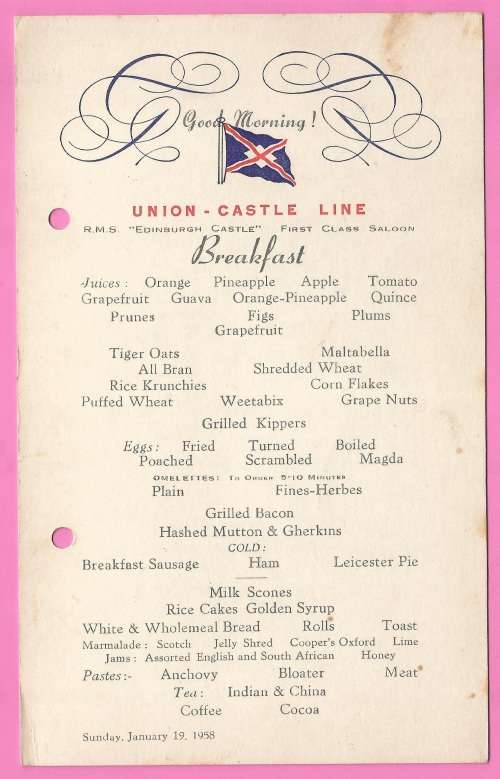 Good Morning!
UNION - CASTLE LINE
R.M.S "EDINBURGH CASTLE" FIRST CLASS SALOON
Breakfast
Juices: Orange Pineapple Apple Tomato
Grapefruit Guava Orange-Pineapple Quince
Prunes Figs Plums
Grapefruit
Tiger Oats Maltabella
All Bran Shredded Wheat
Rice Krunchies Corn Flakes
Puffed Wheat Weetabix Grape Nuts
Grilled Kippers
Eggs: Fried Turned Boiled
Poached Scrambled Magda
OMELETTES: TO ORDER 5-10 MINUTES
Plain Fines-Herbes
Grilled Bacon
Hashed Mutton & Gherkins
COLD:
Breakfast Sausage Ham Leicester Pie
Milk Scones
Rice Cakes Golden Syrup
White & Wholemeal Bread Rolls Toast
Marmalade: Scotch Jelly Shred Cooper's Oxford Lime
Jams: Assorted English and South African Honey
Pastes:- Anchovy Bloater Meat
Tea: Indian & China
Coffee Cocoa
Sunday, January 19, 1958